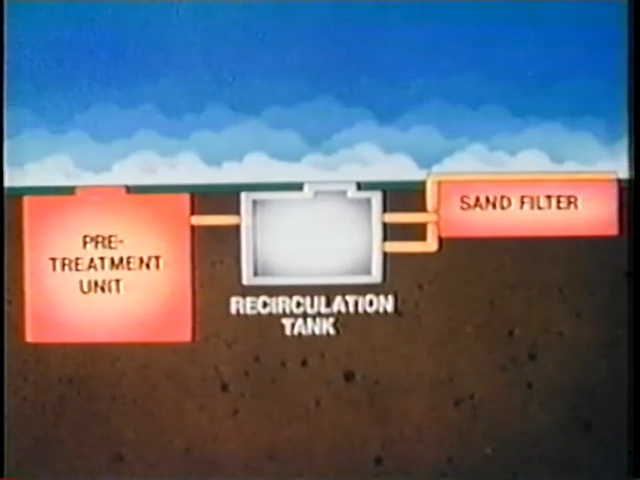 PRE-
TREATMENT
UNIT
RECIRCULATION
TANK
SAND FILTER